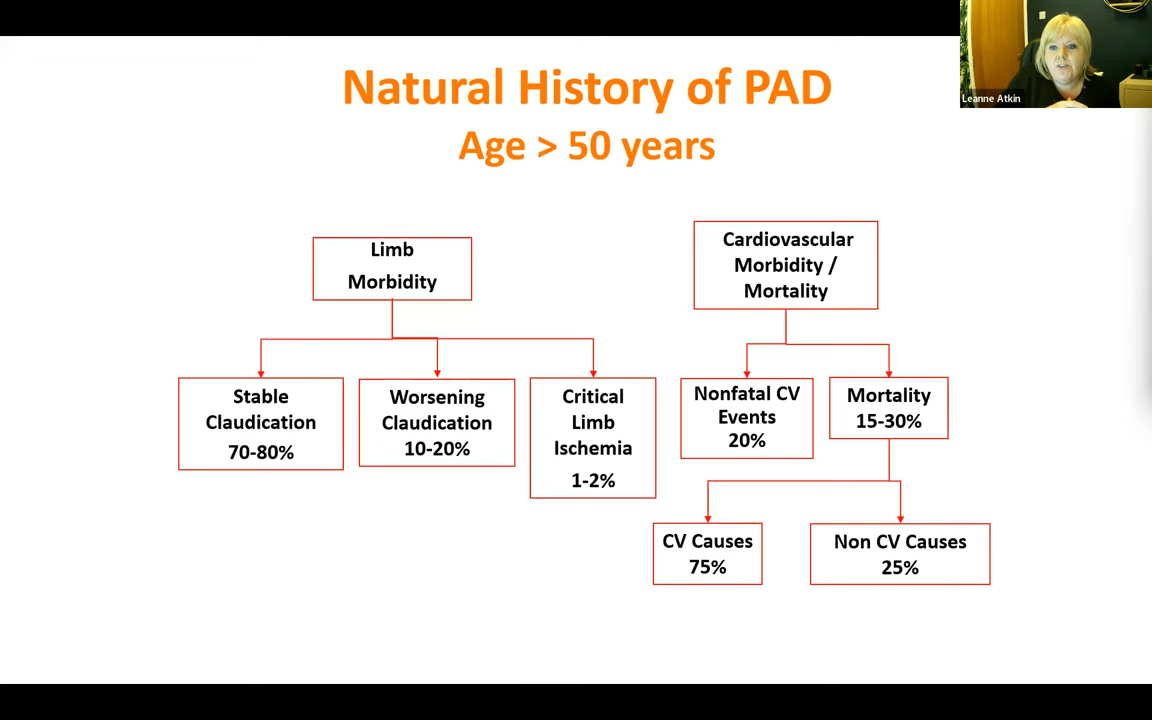 Natural History of PAD
Age > 50 years
Leanne Atkin
Limb
Morbidity
Cardiovascular
Morbidity /
Mortality
Stable
Claudication
70-80%
Worsening
Claudication
10-20%
Critical
Limb
Ischemia
1-2%
Nonfatal CV
Events
20%
Mortality
15-30%
CV Causes
75%
Non CV Causes
25%